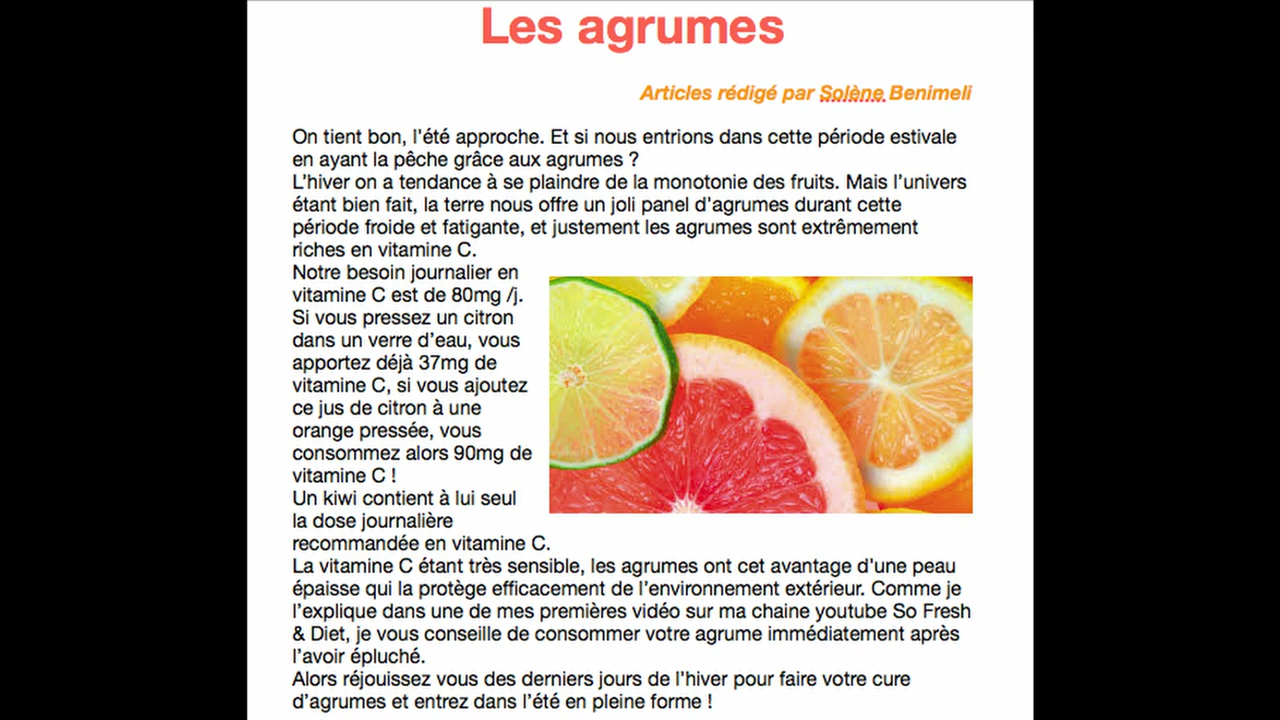 Les agrumes
Articles rédigé par Solène Benimeli
On tient bon, l'été approche. Et si nous entrions dans cette période estivale
en ayant la pêche grâce aux agrumes ?
L'hiver on a tendance à se plaindre de la monotonie des fruits. Mais l'univers
étant bien fait, la terre nous offre un joli panel d'agrumes durant cette
période froide et fatigante, et justement les agrumes sont extrêmement
riches en vitamine C.
Notre besoin journalier en
vitamine C est de 80mg /j.
Si vous pressez un citron
dans un verre d'eau, vous
apportez déjà 37mg de
vitamine C, si vous ajoutez
ce jus de citron à une
orange pressée, vous
consommez alors 90mg de
vitamine C !
Un kiwi contient à lui seul
la dose journalière
recommandée en vitamine C.
La vitamine C étant très sensible, les agrumes ont cet avantage d'une peau
épaisse qui la protège efficacement de l'environnement extérieur. Comme je
l'explique dans une de mes premières vidéo sur ma chaine youtube So Fresh
& Diet, je vous conseille de consommer votre agrume immédiatement après
l'avoir épluché.
Alors réjouissez vous des derniers jours de l'hiver pour faire votre cure
d'agrumes et entrez dans l'été en pleine forme !